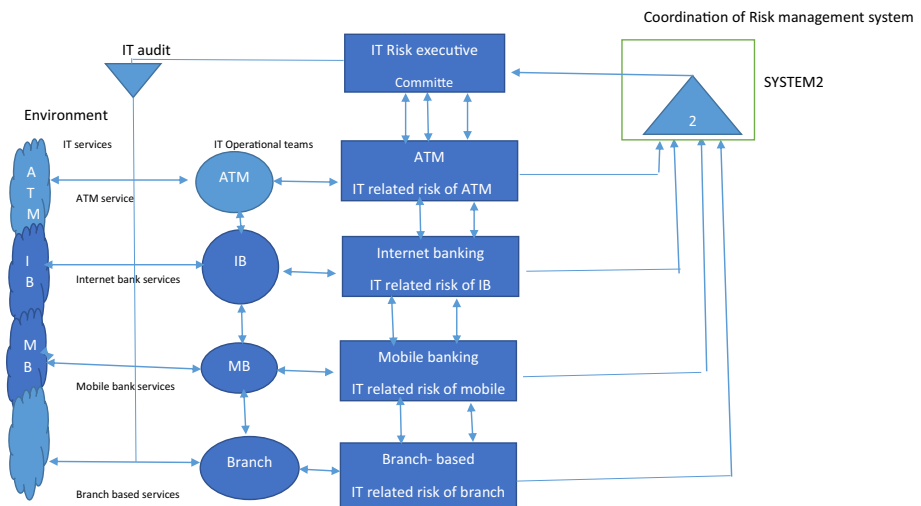 Coordination of Risk management system
IT audit
IT Risk executive
Committe
SYSTEM2
2
Environment
IT services
IT Operational teams
A
T
M
ATM service
ATM
ATM
IT related risk of ATM
I
B
Internet bank services
IB
Internet banking
IT related risk of IB
M
B
Mobile bank services
MB
Mobile banking
IT related risk of mobile
Branch based services
Branch
Branch- based
IT related risk of branch